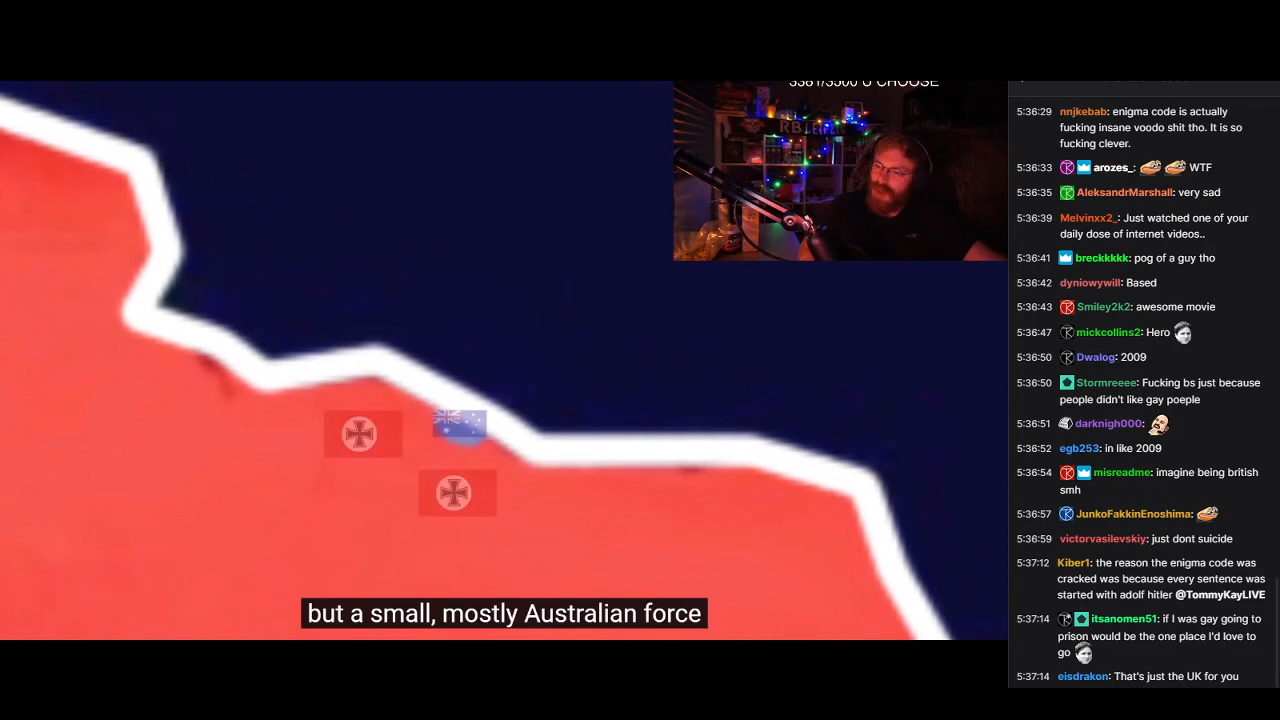 3381/3500 U CHOOSE
RB LEIPZIG
but a small, mostly Australian force
5:36:29 nnjkebab: enigma code is actually
fucking insane voodo shit tho. It is so
fucking clever.
5:36:33 arozes_: WTF
5:36:35 AleksandrMarshall: very sad
5:36:39 Melvinxx2_: Just watched one of your
daily dose of internet videos..
5:36:41 breckkkkk: pog of a guy tho
5:36:42 dyniowywill: Based
5:36:43 Smiley2k2: awesome movie
5:36:47 mickcollins2: Hero
5:36:50 Dwalog: 2009
5:36:50 Stormreeee: Fucking bs just because
people didn't like gay poeple
5:36:51 darknigh000:
5:36:52 egb253: in like 2009
5:36:54 misreadme: imagine being british
smh
5:36:57 JunkoFakkinEnoshima:
5:36:59 victorvasilevskiy: just dont suicide
5:37:12 Kiber1: the reason the enigma code was
cracked was because every sentence was
started with adolf hitler @TommyKayLIVE
5:37:14 itsanomen51: if I was gay going to
prison would be the one place I'd love to
go
5:37:14 eisdrakon: That's just the UK for you